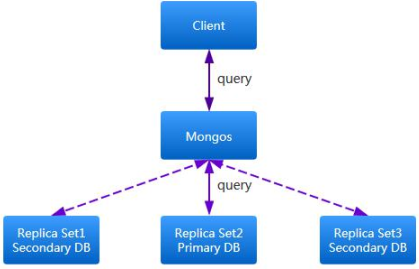 Client
query
Mongos
query
Replica Set1
Secondary DB
Replica Set2
Primary DB
Replica Set3
Secondary DB